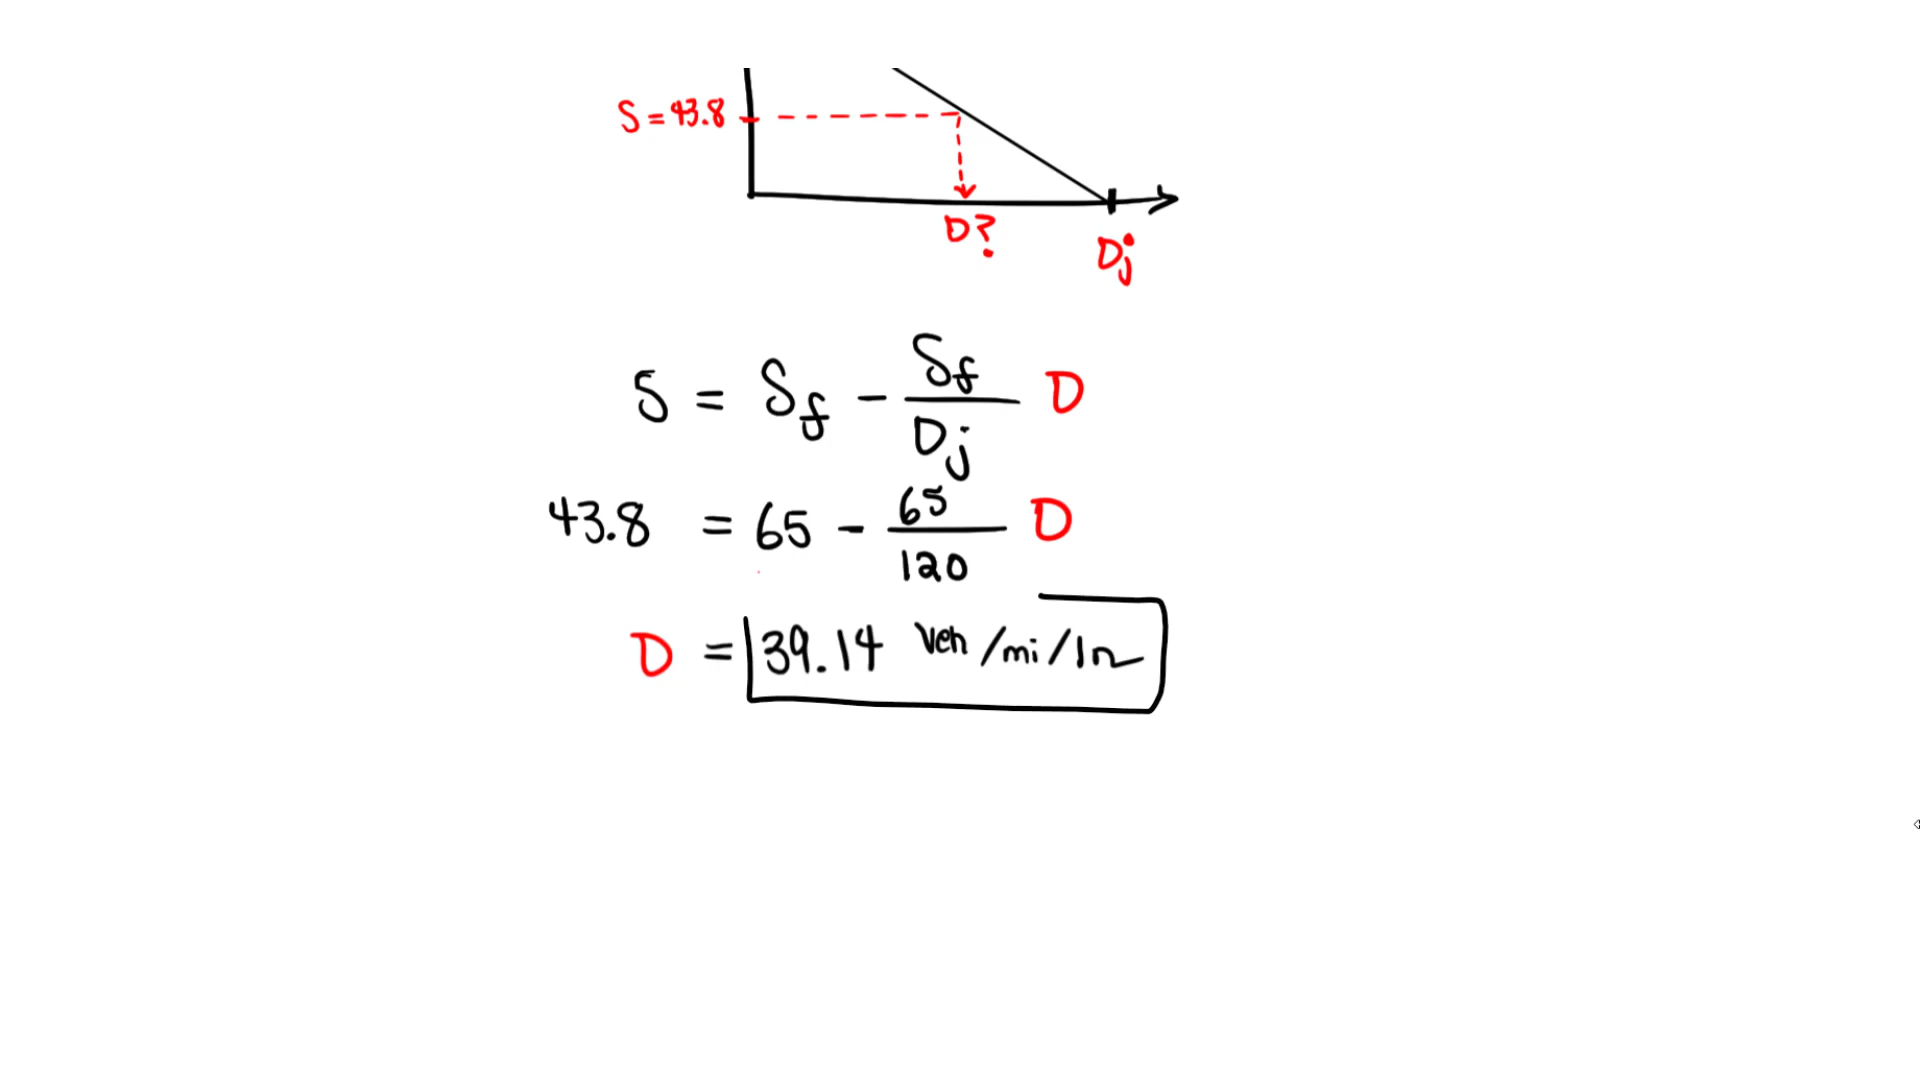 S = 43.8
D?
Dj
S = Sf - Sf/Dj D
43.8 = 65 - 65/120 D
D = 39.14 veh/mi/ln